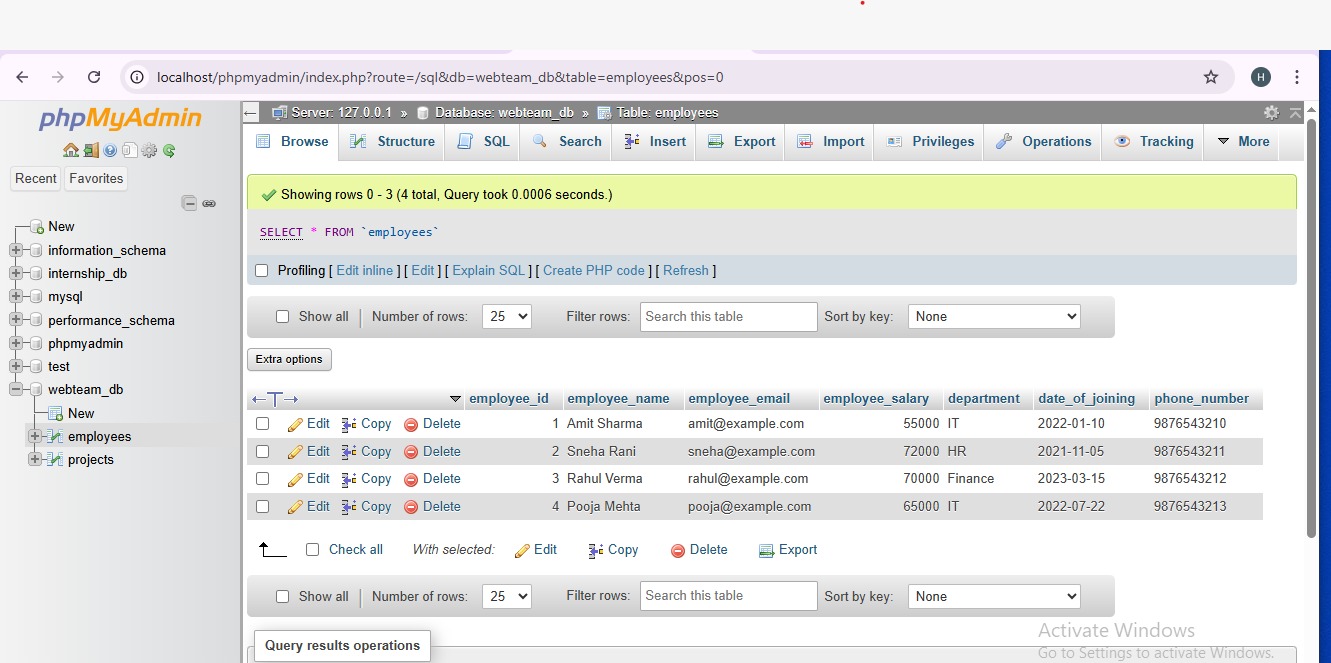 localhost/phpmyadmin/index.php?route=/sql&db=webteam_db&table=employees&pos=0
H
phpMyAdmin
Recent Favorites
New
information_schema
internship_db
mysql
performance_schema
phpmyadmin
test
webteam_db
New
employees
projects
Server: 127.0.0.1 » Database: webteam_db » Table: employees
Browse Structure SQL Search Insert Export Import Privileges Operations Tracking More
Showing rows 0 - 3 (4 total, Query took 0.0006 seconds.)
SELECT * FROM `employees`
Profiling [ Edit inline ] [ Edit ] [ Explain SQL ] [ Create PHP code ] [ Refresh ]
Show all Number of rows: 25 Filter rows: Search this table Sort by key: None
Extra options
employee_id employee_name employee_email employee_salary department date_of_joining phone_number
Edit Copy Delete 1 Amit Sharma amit@example.com 55000 IT 2022-01-10 9876543210
Edit Copy Delete 2 Sneha Rani sneha@example.com 72000 HR 2021-11-05 9876543211
Edit Copy Delete 3 Rahul Verma rahul@example.com 70000 Finance 2023-03-15 9876543212
Edit Copy Delete 4 Pooja Mehta pooja@example.com 65000 IT 2022-07-22 9876543213
Check all With selected: Edit Copy Delete Export
Show all Number of rows: 25 Filter rows: Search this table Sort by key: None
Query results operations
Activate Windows
Go to Settings to activate Windows.